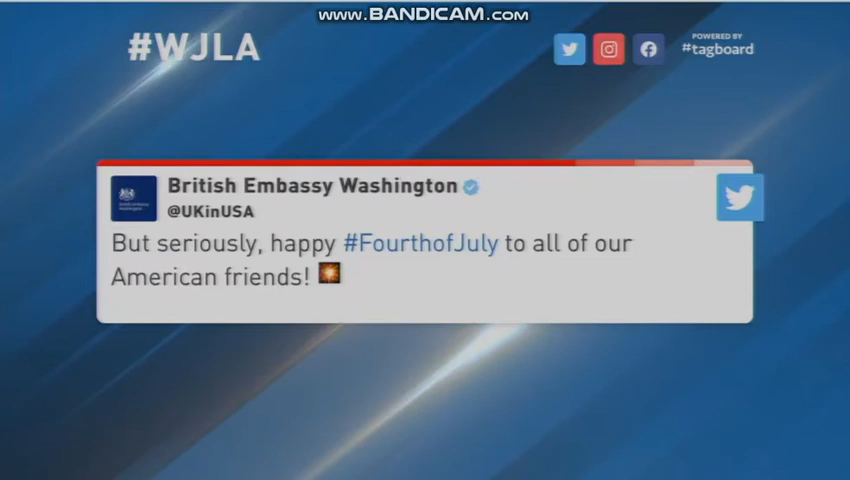 www.BANDICAM.com
#WJLA
POWERED BY
#tagboard
British Embassy Washington
@UKinUSA
But seriously, happy #FourthofJuly to all of our
American friends! 💥